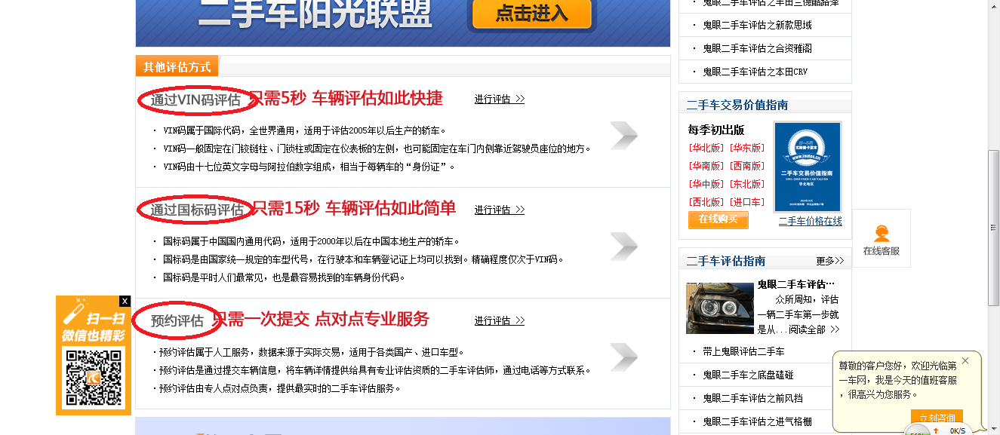 二手车阳光联盟
点击进入
其他评估方式
通过VIN码评估 只需5秒 车辆评估如此快捷 进行评估 >>
· VIN码属于国际代码，全世界通用，适用于评估2005年以后生产的轿车。
· VIN码一般固定在门铰链柱、门锁柱或固定在仪表板的左侧，也可能固定在车门内侧靠近驾驶员座位的地方。
· VIN码由十七位英文字母与阿拉伯数字组成，相当于每辆车的“身份证”。
通过国标码评估 只需15秒 车辆评估如此简单 进行评估 >>
· 国标码属于中国国内通用代码，适用于2000年以后在中国本地生产的轿车。
· 国标码是由国家统一规定的车型代号，在行驶本和车辆登记证上均可以找到。精确程度仅次于VIN码。
· 国标码是平时人们最常见，也是最容易找到的车辆身份代码。
预约评估 只需一次提交 点对点专业服务 进行评估 >>
·预约评估属于人工服务，数据来源于实际交易，适用于各类国产、进口车型。
·预约评估是通过提交车辆信息，将车辆详情提供给具有专业评估资质的二手车评估师，通过电话等方式联系。
·预约评估由专人点对点负责，提供最实时的二手车评估服务。
X
扫一扫
微信也精彩
· 鬼眼二手车评估之丰田兰德酷路泽
· 鬼眼二手车评估之新款思域
· 鬼眼二手车评估之合资雅阁
· 鬼眼二手车评估之本田CRV
二手车交易价值指南
每季初出版
[华北版] [华东版]
[华南版] [西南版]
[华中版] [东北版]
[西北版] [进口车]
在线购买
www.iautos.cn
二手车交易价值指南
华北地区
二手车价格在线
在线客服
二手车评估指南 更多>>
鬼眼二手车评估…
众所周知，评估
一辆二手车第一步就
是从...阅读全部 >>
· 带上鬼眼评估二手车
· 鬼眼二手车之底盘磕碰
· 鬼眼二手车评估之前风挡
· 鬼眼二手车评估之进气格栅
尊敬的客户您好，欢迎光临第
一车网，我是今天的值班客服
，很高兴为您服务。
立刻咨询
0K/S